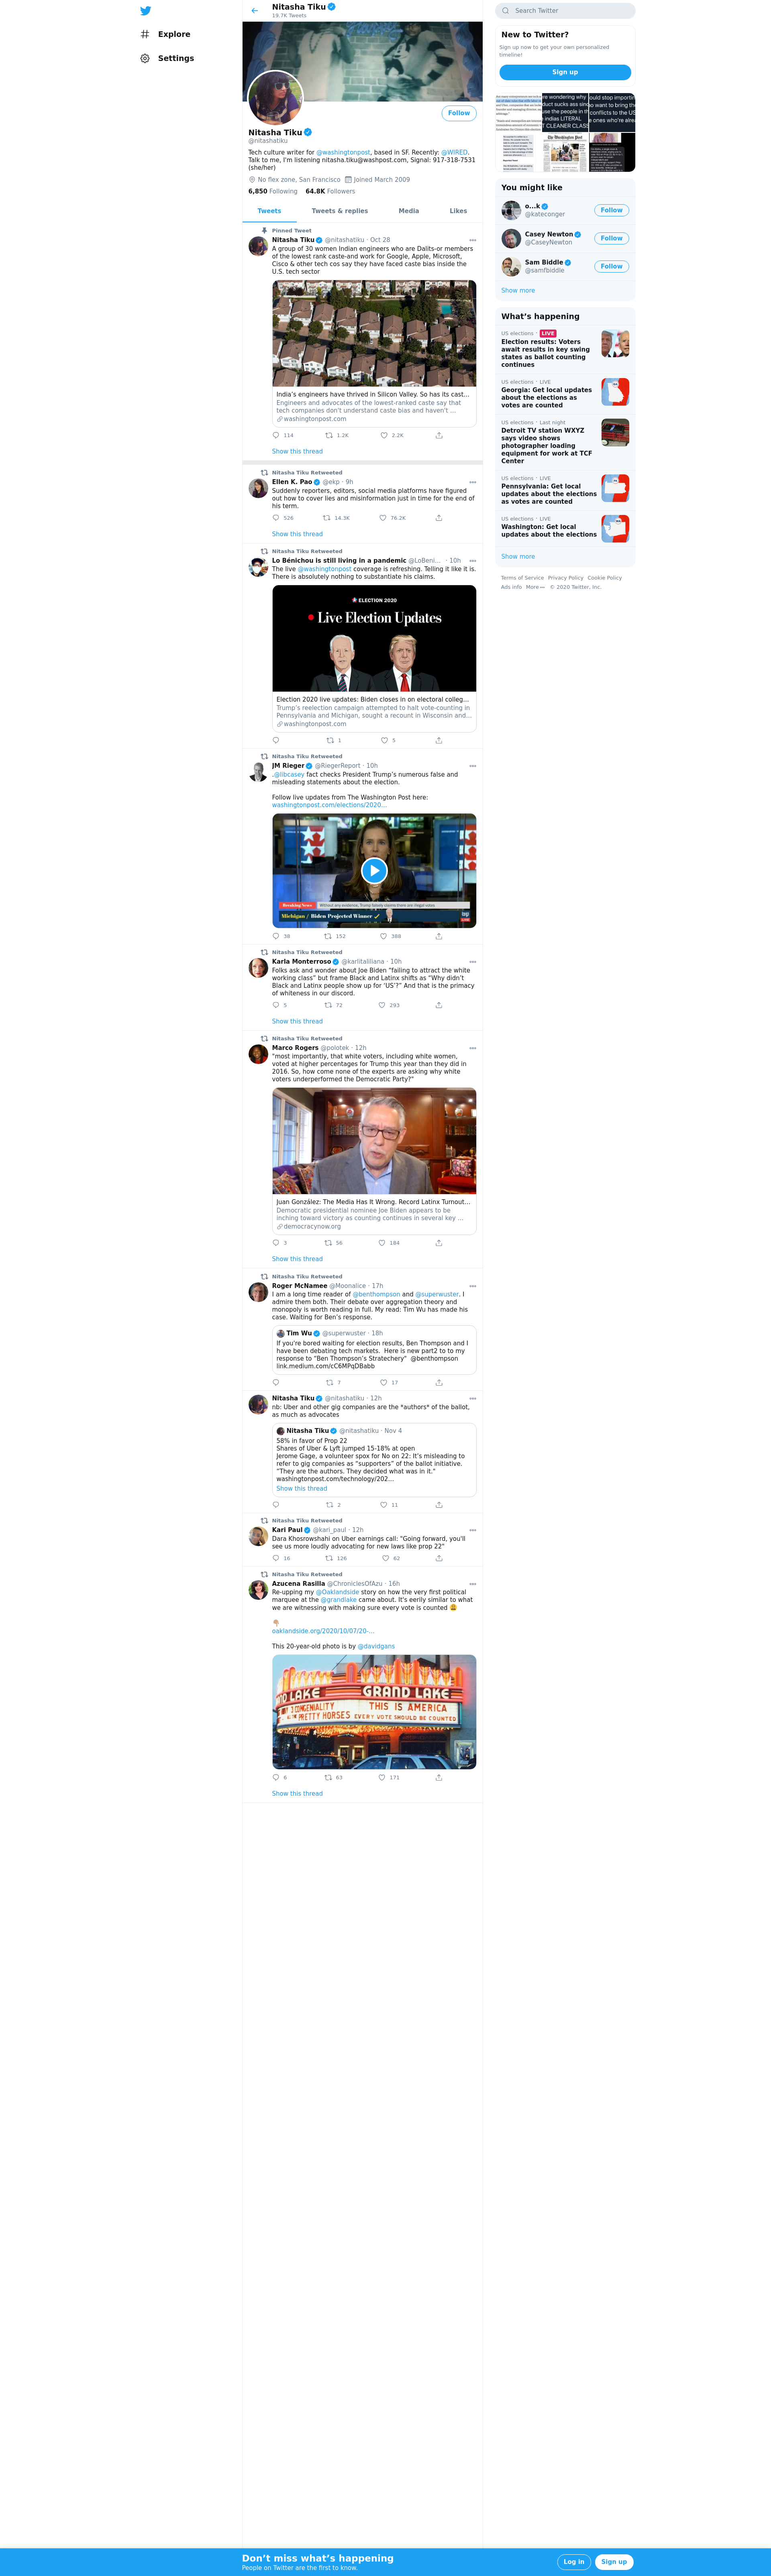 Nitasha Tiku
19.7K Tweets
Explore
Settings
Search Twitter
Follow
Nitasha Tiku
@nitashatiku
Tech culture writer for @washingtonpost, based in SF. Recently: @WIRED.
Talk to me, I'm listening nitasha.tiku@washpost.com, Signal: 917-318-7531
(she/her)
No flex zone, San Francisco Joined March 2009
6,850 Following 64.8K Followers
Tweets Tweets & replies Media Likes
Pinned Tweet
Nitasha Tiku @nitashatiku · Oct 28
A group of 30 women Indian engineers who are Dalits-or members
of the lowest rank caste-and work for Google, Apple, Microsoft,
Cisco & other tech cos say they have faced caste bias inside the
U.S. tech sector
India's engineers have thrived in Silicon Valley. So has its cast...
Engineers and advocates of the lowest-ranked caste say that
tech companies don't understand caste bias and haven't ...
washingtonpost.com
114 1.2K 2.2K
Show this thread
Nitasha Tiku Retweeted
Ellen K. Pao @ekp · 9h
Suddenly reporters, editors, social media platforms have figured
out how to cover lies and misinformation just in time for the end of
his term.
526 14.3K 76.2K
Show this thread
Nitasha Tiku Retweeted
Lo Bénichou is still living in a pandemic @LoBeni... · 10h
The live @washingtonpost coverage is refreshing. Telling it like it is.
There is absolutely nothing to substantiate his claims.
ELECTION 2020
Live Election Updates
Election 2020 live updates: Biden closes in on electoral colleg...
Trump's reelection campaign attempted to halt vote-counting in
Pennsylvania and Michigan, sought a recount in Wisconsin and...
washingtonpost.com
1 5
Nitasha Tiku Retweeted
JM Rieger @RiegerReport · 10h
.@libcasey fact checks President Trump's numerous false and
misleading statements about the election.
Follow live updates from The Washington Post here:
washingtonpost.com/elections/2020...
Breaking News Without any evidence, Trump falsely claims there are illegal votes
Michigan / Biden Projected Winner
LIVE
38 152 388
Nitasha Tiku Retweeted
Karla Monterroso @karlitaliliana · 10h
Folks ask and wonder about Joe Biden "failing to attract the white
working class" but frame Black and Latinx shifts as "Why didn't
Black and Latinx people show up for 'US'?" And that is the primacy
of whiteness in our discord.
5 72 293
Show this thread
Nitasha Tiku Retweeted
Marco Rogers @polotek · 12h
"most importantly, that white voters, including white women,
voted at higher percentages for Trump this year than they did in
2016. So, how come none of the experts are asking why white
voters underperformed the Democratic Party?"
Juan González: The Media Has It Wrong. Record Latinx Turnout...
Democratic presidential nominee Joe Biden appears to be
inching toward victory as counting continues in several key ...
democracynow.org
3 56 184
Show this thread
Nitasha Tiku Retweeted
Roger McNamee @Moonalice · 17h
I am a long time reader of @benthompson and @superwuster. I
admire them both. Their debate over aggregation theory and
monopoly is worth reading in full. My read: Tim Wu has made his
case. Waiting for Ben's response.
Tim Wu @superwuster · 18h
If you're bored waiting for election results, Ben Thompson and I
have been debating tech markets. Here is new part2 to to my
response to "Ben Thompson's Stratechery" @benthompson
link.medium.com/cC6MPqDBabb
7 17
Nitasha Tiku @nitashatiku · 12h
nb: Uber and other gig companies are the *authors* of the ballot,
as much as advocates
Nitasha Tiku @nitashatiku · Nov 4
58% in favor of Prop 22
Shares of Uber & Lyft jumped 15-18% at open
Jerome Gage, a volunteer spox for No on 22: It's misleading to
refer to gig companies as "supporters" of the ballot initiative.
"They are the authors. They decided what was in it."
washingtonpost.com/technology/202...
Show this thread
2 11
Nitasha Tiku Retweeted
Kari Paul @kari_paul · 12h
Dara Khosrowshahi on Uber earnings call: "Going forward, you'll
see us more loudly advocating for new laws like prop 22"
16 126 62
Nitasha Tiku Retweeted
Azucena Rasilla @ChroniclesOfAzu · 16h
Re-upping my @Oaklandside story on how the very first political
marquee at the @grandlake came about. It's eerily similar to what
we are witnessing with making sure every vote is counted 😃
👇🏼
oaklandside.org/2020/10/07/20-...
This 20-year-old photo is by @davidgans
GRAND LAKE
CONGENIALITY
THIS IS AMERICA
PRETTY HORSES
EVERY VOTE SHOULD BE COUNTED
6 63 171
Show this thread
New to Twitter?
Sign up now to get your own personalized
timeline!
Sign up
The Washington Post
You might like
o...k
@kateconger
Follow
Casey Newton
@CaseyNewton
Follow
Sam Biddle
@samfbiddle
Follow
Show more
What's happening
US elections · LIVE
Election results: Voters
await results in key swing
states as ballot counting
continues
US elections · LIVE
Georgia: Get local updates
about the elections as
votes are counted
US elections · Last night
Detroit TV station WXYZ
says video shows
photographer loading
equipment for work at TCF
Center
US elections · LIVE
Pennsylvania: Get local
updates about the elections
as votes are counted
US elections · LIVE
Washington: Get local
updates about the elections
Show more
Terms of Service Privacy Policy Cookie Policy
Ads info More © 2020 Twitter, Inc.
Don't miss what's happening
People on Twitter are the first to know.
Log in
Sign up